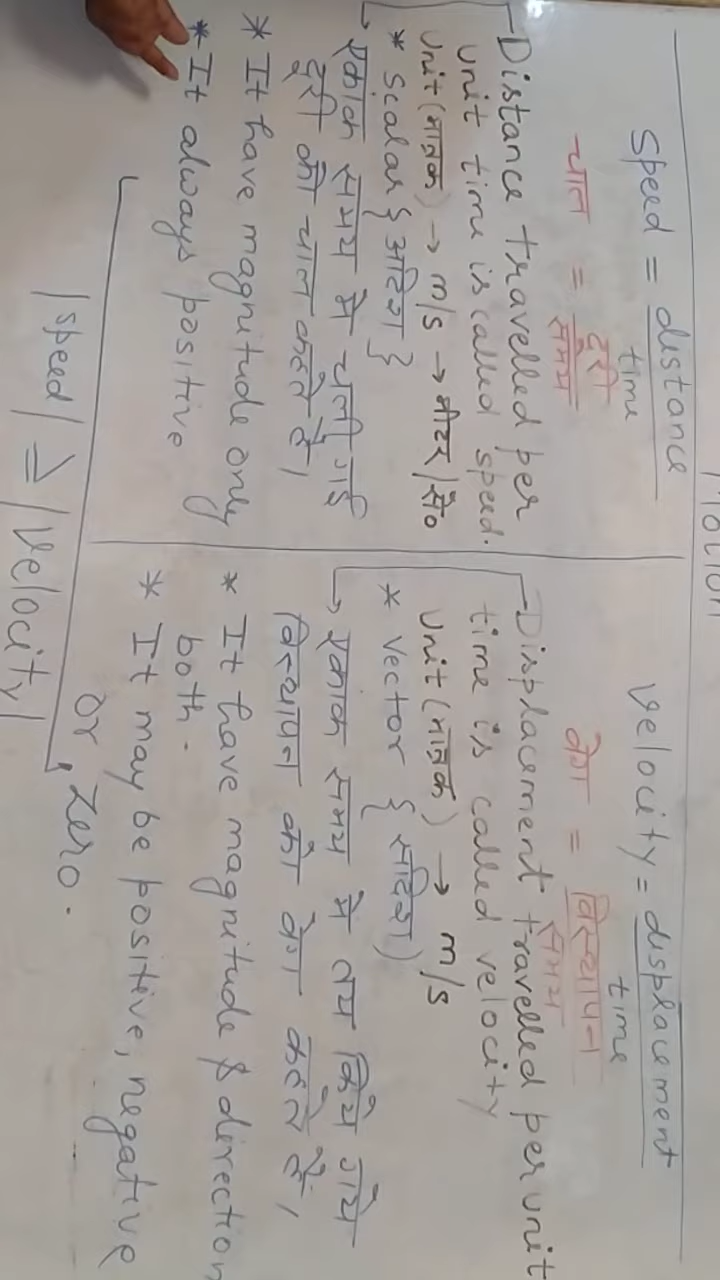 Motion
Speed = distance
time
चाल = दूरी
समय
Distance travelled per
unit time is called speed.
unit (मात्रक) → m/s → मीटर/से०
* Scalar { अदिश }
→ एकांक समय मे चली गई
दूरी को चाल कहते है,
* It have magnitude only
* It always positive
Velocity = displacement
time
वेग = विस्थापन
समय
Displacement travelled per unit
time is called velocity
unit (मात्रक) → m/s
* Vector { सदिश )
→ एकांक समय मे तय किये गये
विस्थापन को वेग कहते है,
* It have magnitude & direction
both.
* It may be positive, negative
or, zero.
|speed| ≥ |Velocity|